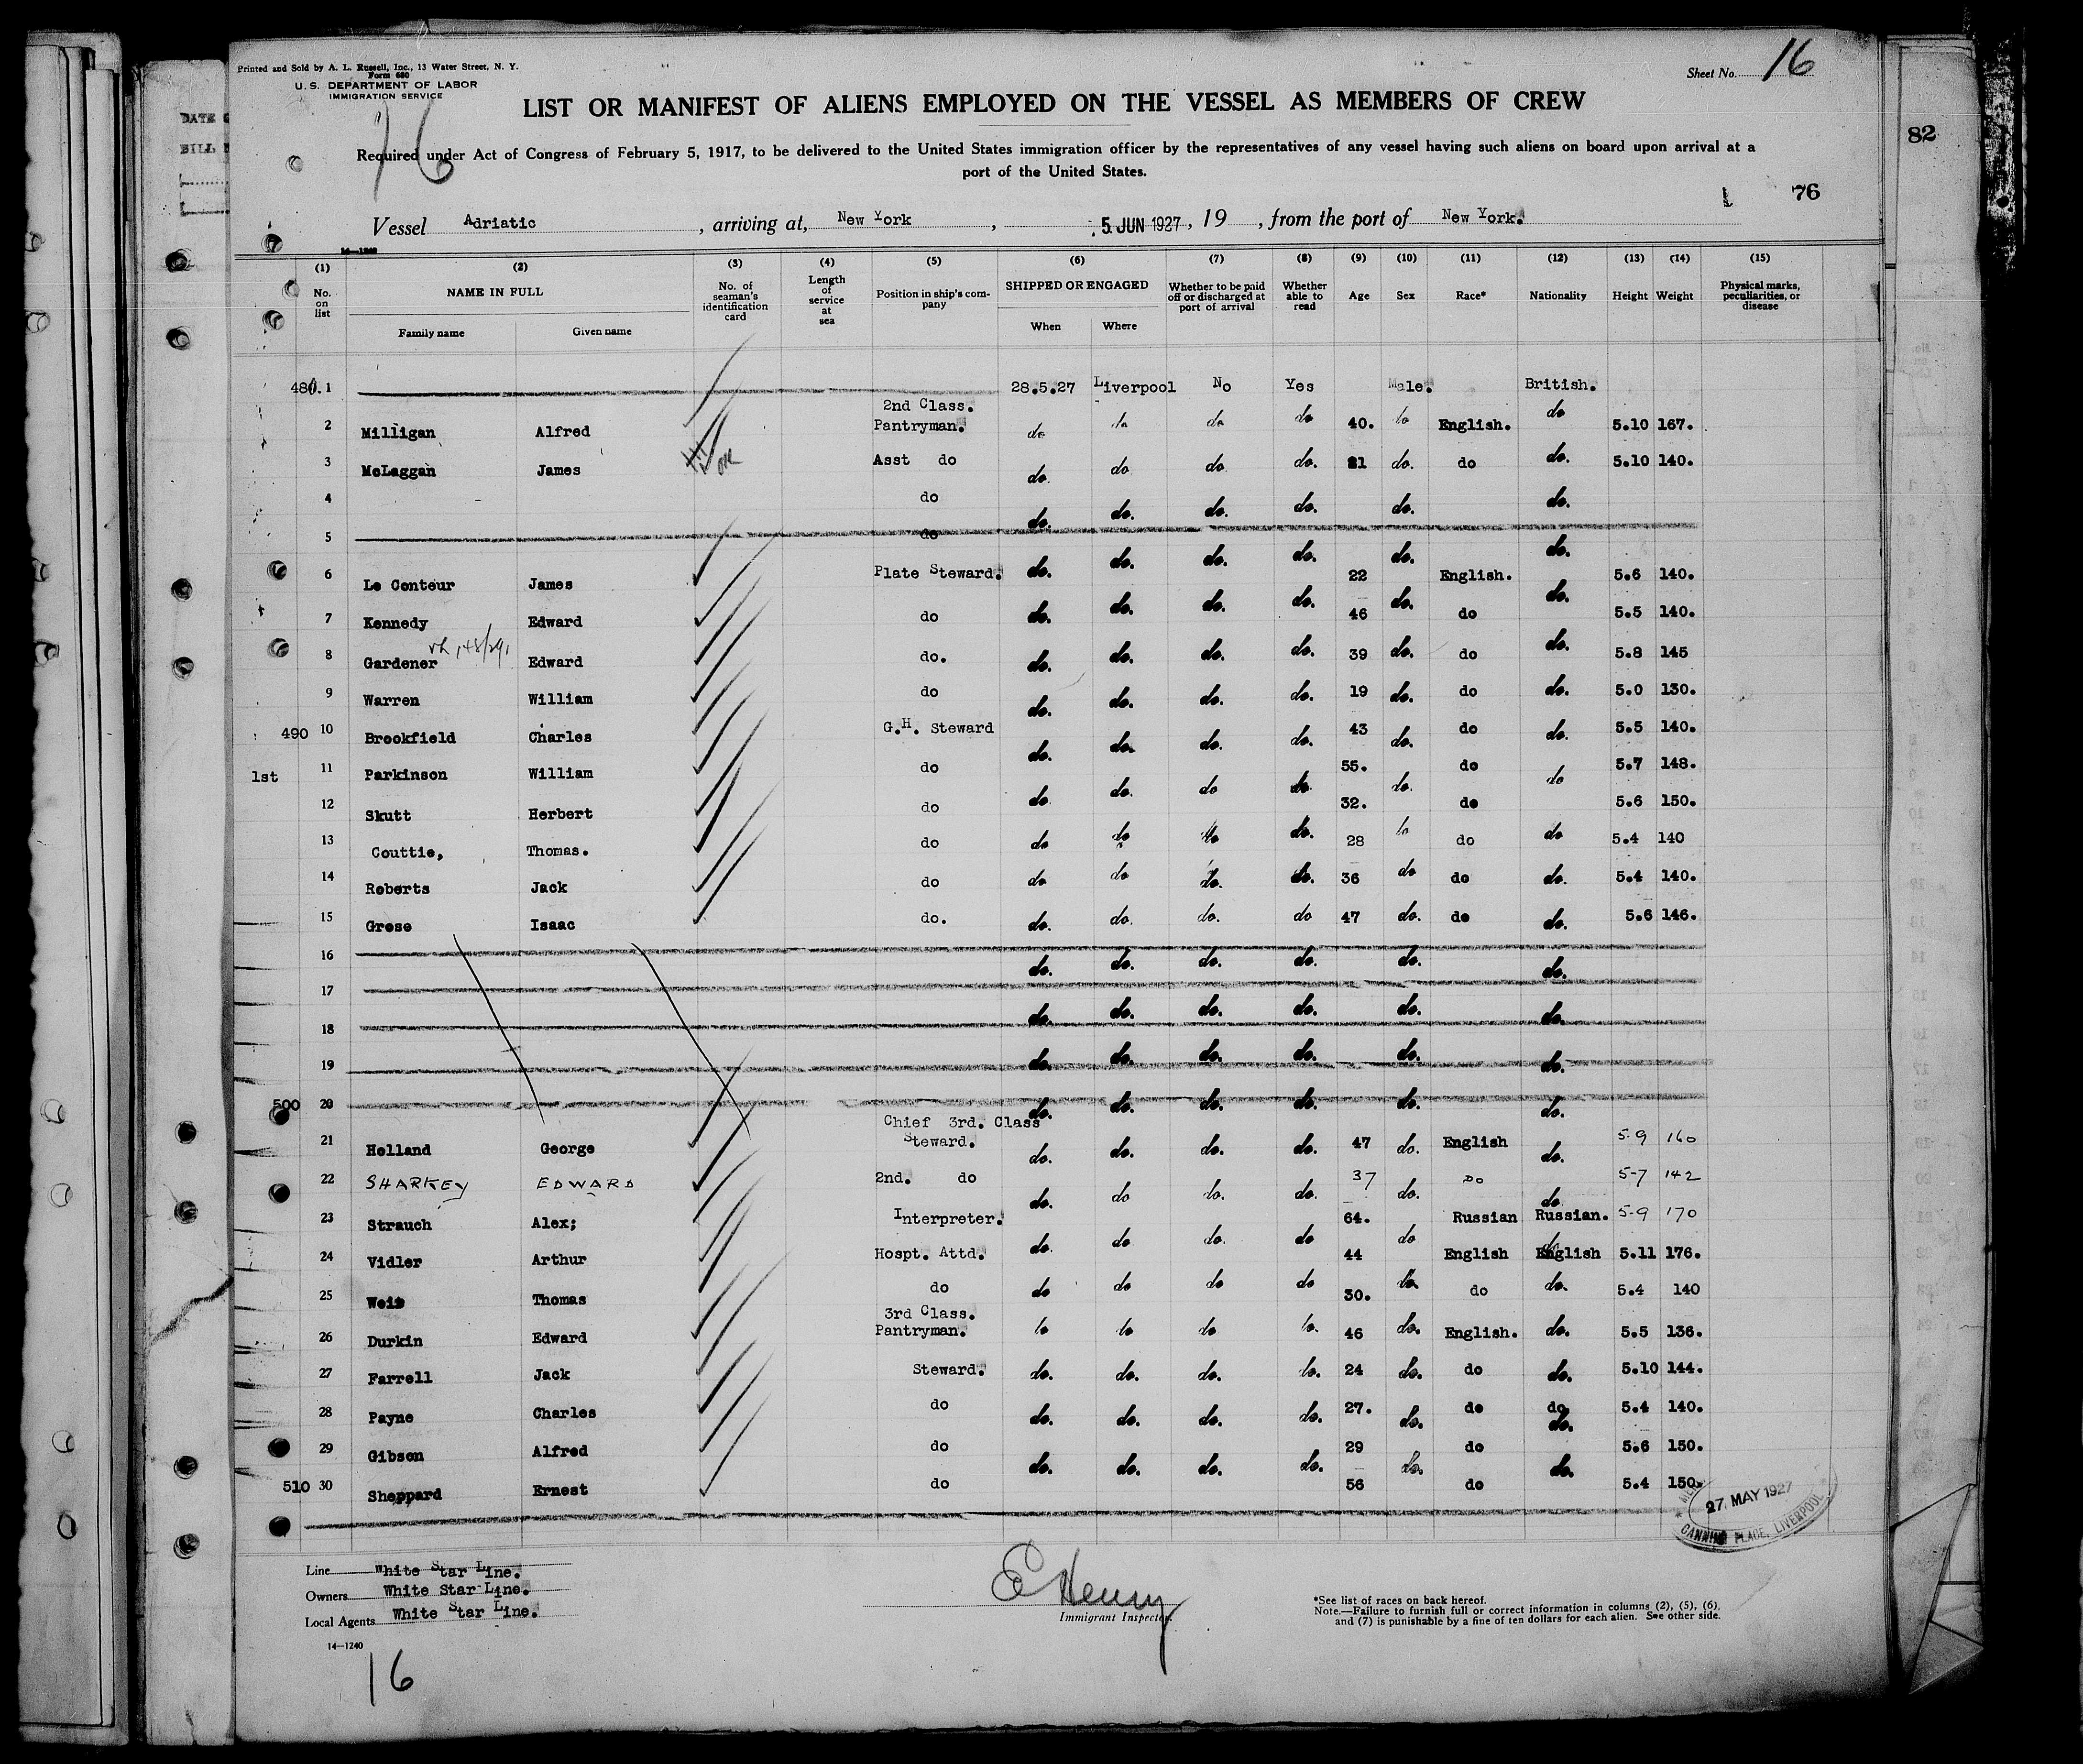 Printed and Sold by A. L. Russell, Inc., 13 Water Street, N. Y.
Form 680
U. S. DEPARTMENT OF LABOR
IMMIGRATION SERVICE
Sheet No. 16
16
LIST OR MANIFEST OF ALIENS EMPLOYED ON THE VESSEL AS MEMBERS OF CREW
Required under Act of Congress of February 5, 1917, to be delivered to the United States immigration officer by the representatives of any vessel having such aliens on board upon arrival at a
port of the United States.
82
76
Vessel Adriatic, arriving at, New York, 5 JUN 1927, 19 , from the port of New York.
(1) (2) (3) (4) (5) (6) (7) (8) (9) (10) (11) (12) (13) (14) (15)
No. on list NAME IN FULL Family name Given name No. of seaman's identification card Length of service at sea Position in ship's company SHIPPED OR ENGAGED When Where Whether to be paid off or discharged at port of arrival Whether able to read Age Sex Race* Nationality Height Weight Physical marks, peculiarities, or disease
1 28.5.27 Liverpool No Yes Male. British.
2 Milligan Alfred 2nd Class. Pantryman. do do do do 40. do English. do 5.10 167.
3 McLaggan James OK Asst do do. do. do. do. 21 do. do do. 5.10 140.
4 do do. do. do. do. do. do.
5 do do. do. do. do. do. do.
6 Le Conteur James Plate Steward. do. do. do. do. 22 do. English. do. 5.6 140.
7 Kennedy Edward do do. do. do. do. 46 do. do do. 5.5 140.
8 Gardener Edward do. do. do. do. do. 39 do. do do. 5.8 145
9 Warren William do do. do. do. do. 19 do. do do. 5.0 130.
490 10 Brookfield Charles G.H. Steward do. do. do. do. 43 do. do do. 5.5 140.
1st 11 Parkinson William do do. do. do do. 55. do. do do 5.7 148.
12 Skutt Herbert do 32. do 5.6 150.
13 Couttie, Thomas. do do do do do. 28 do do do 5.4 140
14 Roberts Jack do do do do. do. 36 do do do. 5.4 140.
15 Grose Isaac do. do. do. do. do 47 do. do do. 5.6 146.
16 do. do. do. do. do. do.
17 do. do. do. do. do. do.
18
19 do. do. do. do. do. do.
500 20 do. do. do. do. do. do.
21 Holland George Chief 3rd. Class Steward. do. do. do. do. 47 do. English do. 5.9 160
22 SHARKEY EDWARD 2nd. do do. do do. do. 37 do. Do do. 5-7 142
23 Strauch Alex; Interpreter. do. do do. do 64. do Russian Russian. 5-9 170
24 Vidler Arthur Hospt. Attd. 44 English English 5.11 176.
25 Thomas do do do do do 30. do. do do. 5.4 140
26 Durkin Edward 3rd Class. Pantryman. do do do do. 46 do. English. do. 5.5 136.
27 Farrell Jack Steward. do. do. do. do. 24 do. do do. 5.10 144.
28 Payne Charles do do. do. do. do. 27. do. do do do. 5.4 140.
29 Gibson Alfred do do. do. do. do. 29 do. do do. 5.6 150.
510 30 Sheppard Ernest do 56 do 5.4 150.
27 MAY 1927
CANNING PLACE, LIVERPOOL
Line White Star Line.
Owners White Star Line.
Local Agents White Star Line.
14-1240
16
E Henry
Immigrant Inspector.
*See list of races on back hereof.
Note.—Failure to furnish full or correct information in columns (2), (5), (6),
and (7) is punishable by a fine of ten dollars for each alien. See other side.